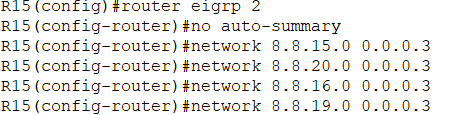 R15(config)#router eigrp 2
R15(config-router)#no auto-summary
R15(config-router)#network 8.8.15.0 0.0.0.3
R15(config-router)#network 8.8.20.0 0.0.0.3
R15(config-router)#network 8.8.16.0 0.0.0.3
R15(config-router)#network 8.8.19.0 0.0.0.3